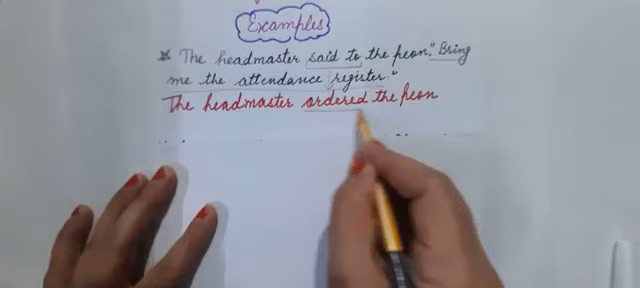 Examples
* The headmaster said to the peon, "Bring
me the attendance register."
The headmaster ordered the peon